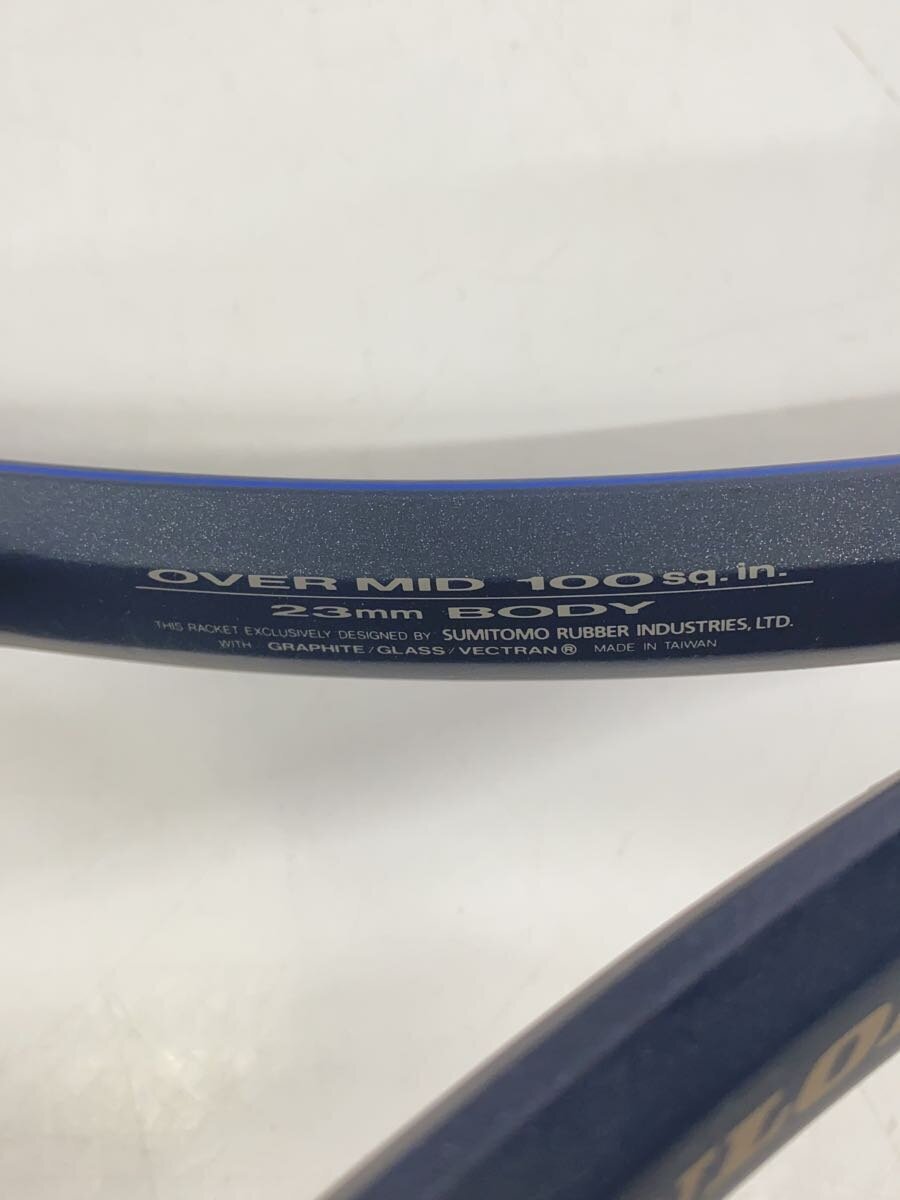 OVER MID 100 sq. in.
23mm BODY
THIS RACKET EXCLUSIVELY DESIGNED BY SUMITOMO RUBBER INDUSTRIES, LTD.
WITH GRAPHITE/GLASS/VECTRAN® MADE IN TAIWAN